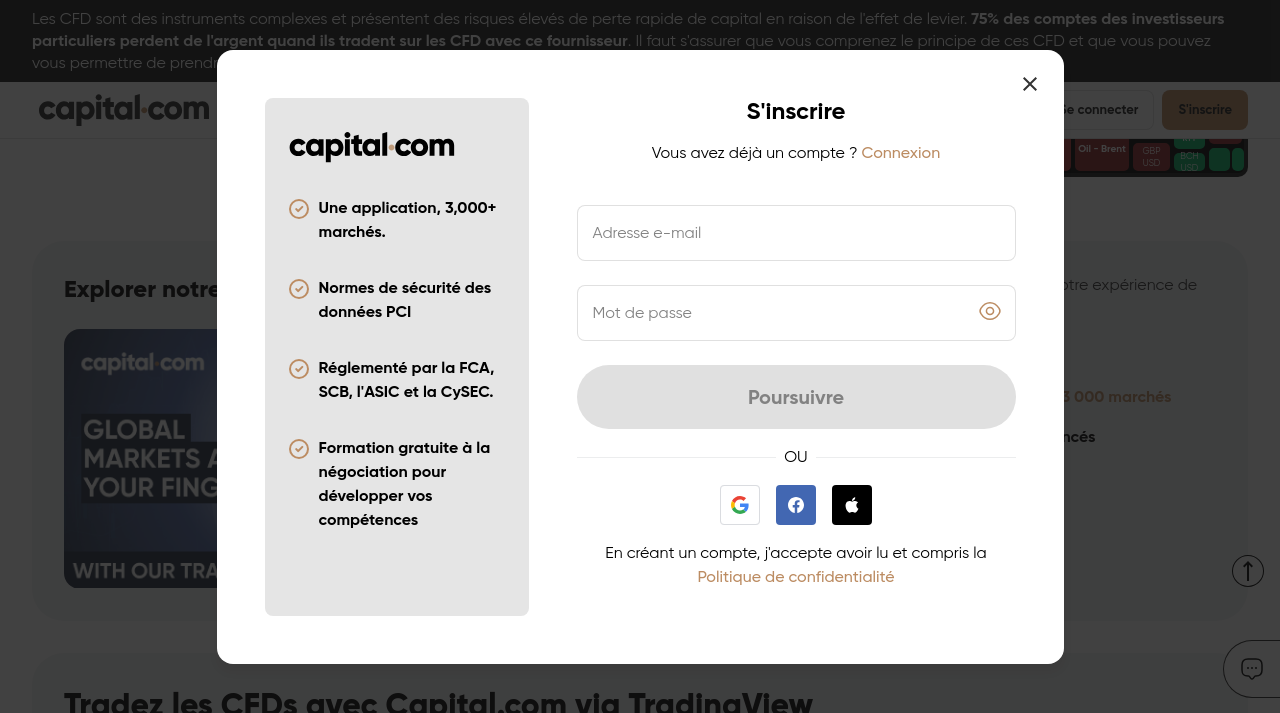 Les CFD sont des instruments complexes et présentent des risques élevés de perte rapide de capital en raison de l'effet de levier. 75% des comptes des investisseurs
particuliers perdent de l'argent quand ils tradent sur les CFD avec ce fournisseur. Il faut s'assurer que vous comprenez le principe de ces CFD et que vous pouvez
vous permettre de prendre
capital.com
Se connecter
S'inscrire
Oil - Brent
GBP
USD
BCH
USD
Explorer notre
otre expérience de
capital.com
GLOBAL
MARKETS A
YOUR FING
WITH OUR TRA
3 000 marchés
ncés
Tradez les CFDs avec Capital.com via TradingView
capital.com
Une application, 3,000+
marchés.
Normes de sécurité des
données PCI
Réglementé par la FCA,
SCB, l'ASIC et la CySEC.
Formation gratuite à la
négociation pour
développer vos
compétences
S'inscrire
Vous avez déjà un compte ? Connexion
Adresse e-mail
Mot de passe
Poursuivre
OU
En créant un compte, j'accepte avoir lu et compris la
Politique de confidentialité